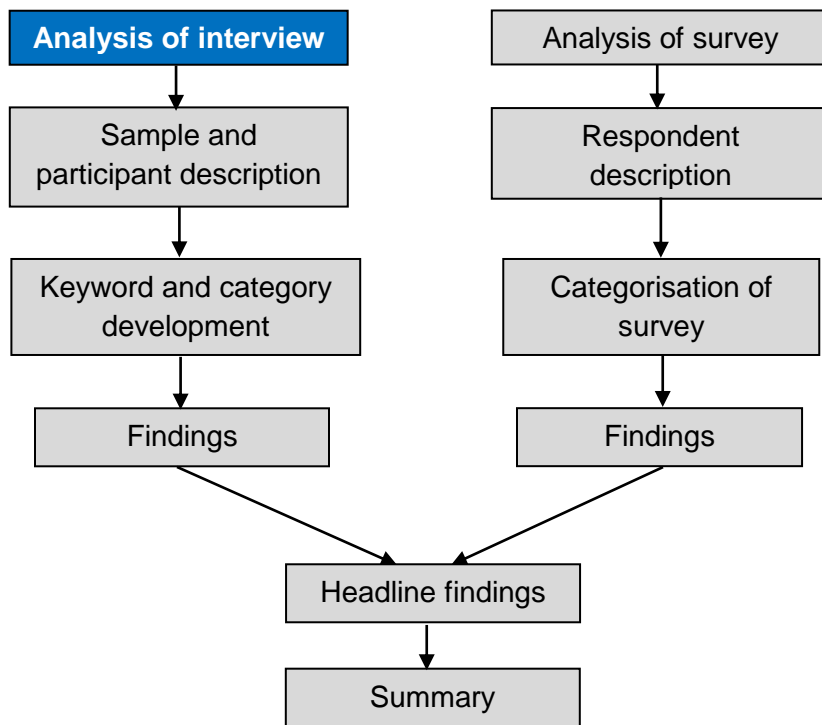 Analysis of interview
Analysis of survey
Sample and
participant description
Respondent
description
Keyword and category
development
Categorisation of
survey
Findings
Findings
Headline findings
Summary